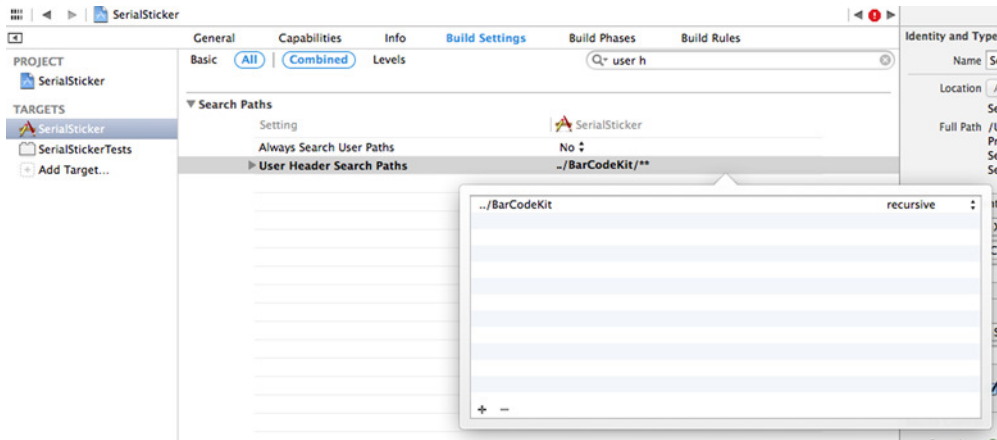 SerialSticker
General Capabilities Info Build Settings Build Phases Build Rules
Identity and Type
PROJECT
Basic All Combined Levels
user h
Name
SerialSticker
Location
Search Paths
TARGETS
Setting SerialSticker
Full Path
SerialSticker
Always Search User Paths No
SerialStickerTests
User Header Search Paths ../BarCodeKit/**
Add Target...
../BarCodeKit recursive
+ −